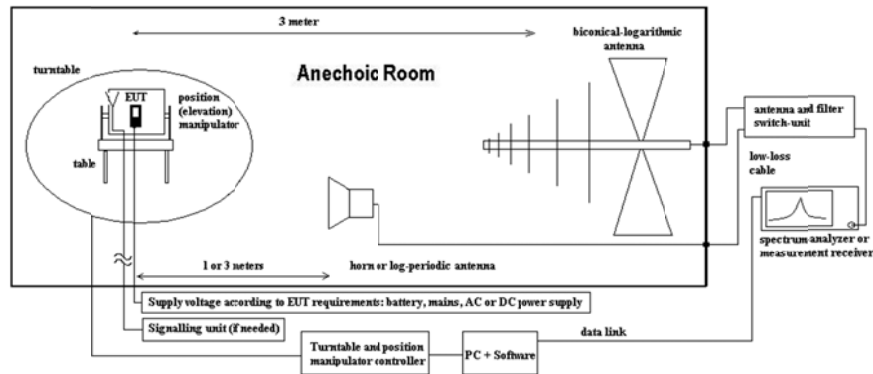 3 meter
biconical-logarithmic
antenna
turntable
Anechoic Room
EUT
position
(elevation)
manipulator
antenna and filter
switch-unit
table
low-loss
cable
spectrum-analyzer or
measurement receiver
1 or 3 neters
horn or log-periodic antenna
Supply voltage according to EUT requirements: battery, mains, AC or DC power supply
Signalling unit (if needed)
data link
Turntable and position
manipulator controller
PC + Software